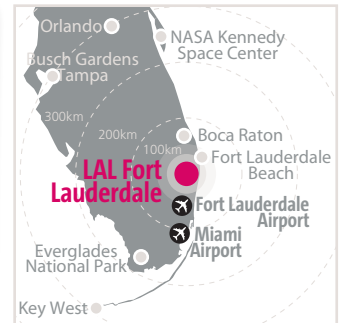 Orlando
NASA Kennedy
Space Center
Busch Gardens
Tampa
300km
200km
100km
Boca Raton
Fort Lauderdale
Beach
LAL Fort
Lauderdale
Fort Lauderdale
Airport
Miami
Airport
Everglades
National Park
Key West